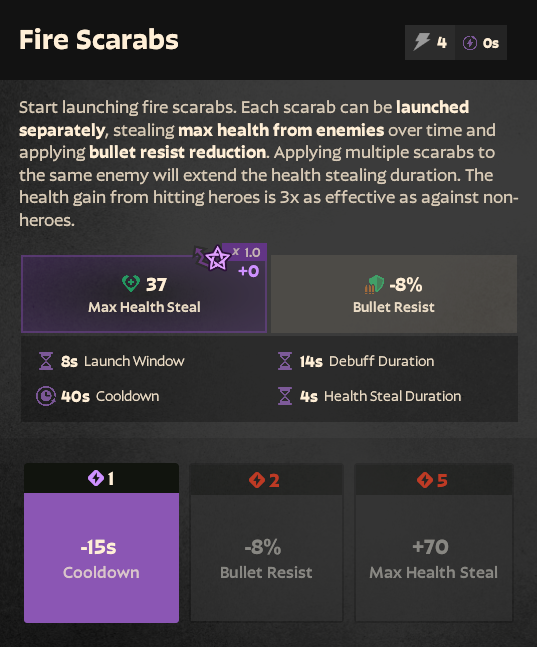 Fire Scarabs
4
0s
Start launching fire scarabs. Each scarab can be launched
separately, stealing max health from enemies over time and
applying bullet resist reduction. Applying multiple scarabs to
the same enemy will extend the health stealing duration. The
health gain from hitting heroes is 3x as effective as against non-
heroes.
x 1.0
+0
37
Max Health Steal
-8%
Bullet Resist
8s Launch Window
14s Debuff Duration
40s Cooldown
4s Health Steal Duration
1
2
5
-15s
Cooldown
-8%
Bullet Resist
+70
Max Health Steal